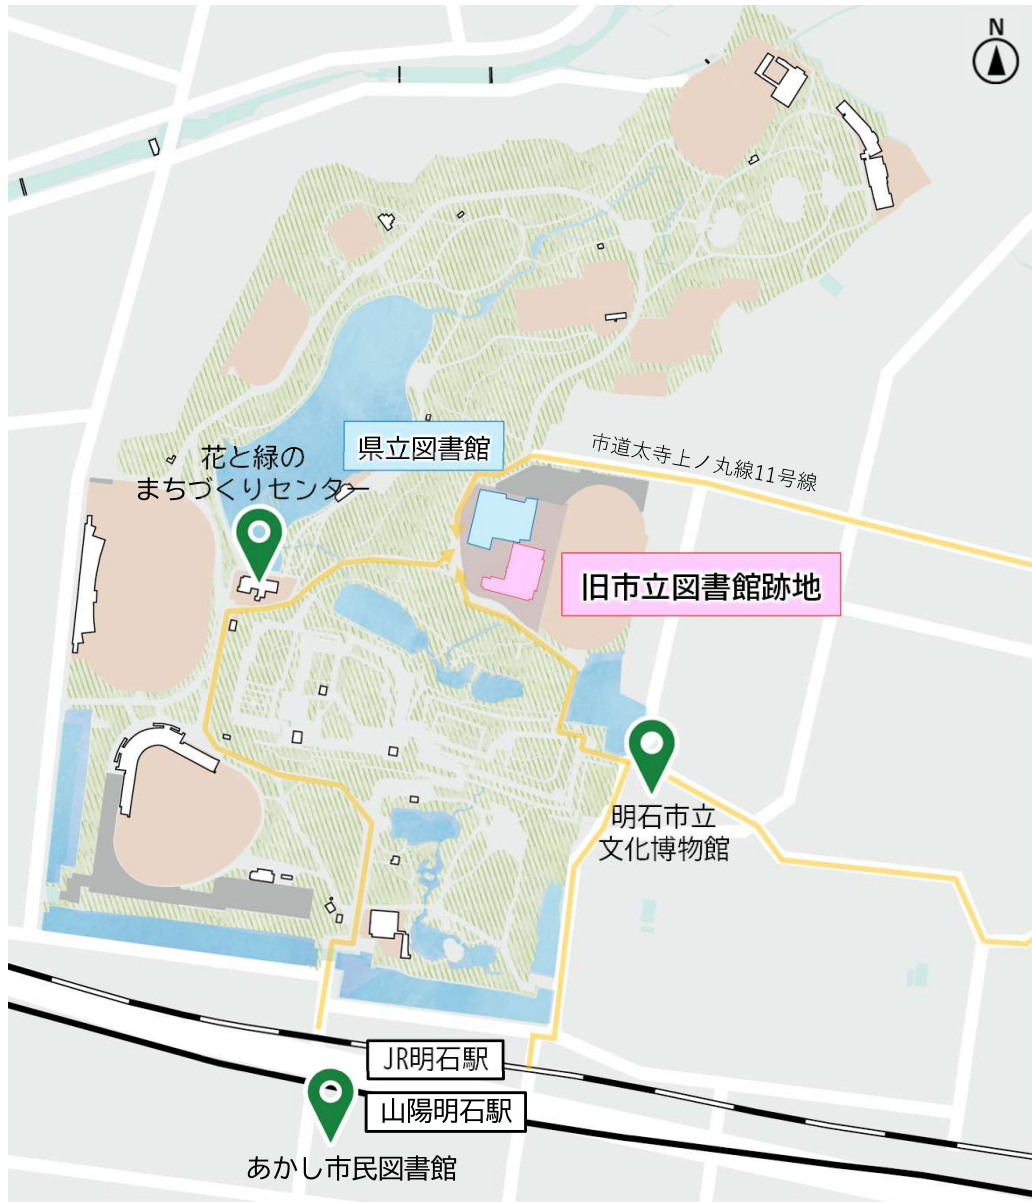 N
県立図書館
市道太寺上ノ丸線11号線
花と緑の
まちづくりセンター
旧市立図書館跡地
明石市立
文化博物館
JR明石駅
山陽明石駅
あかし市民図書館